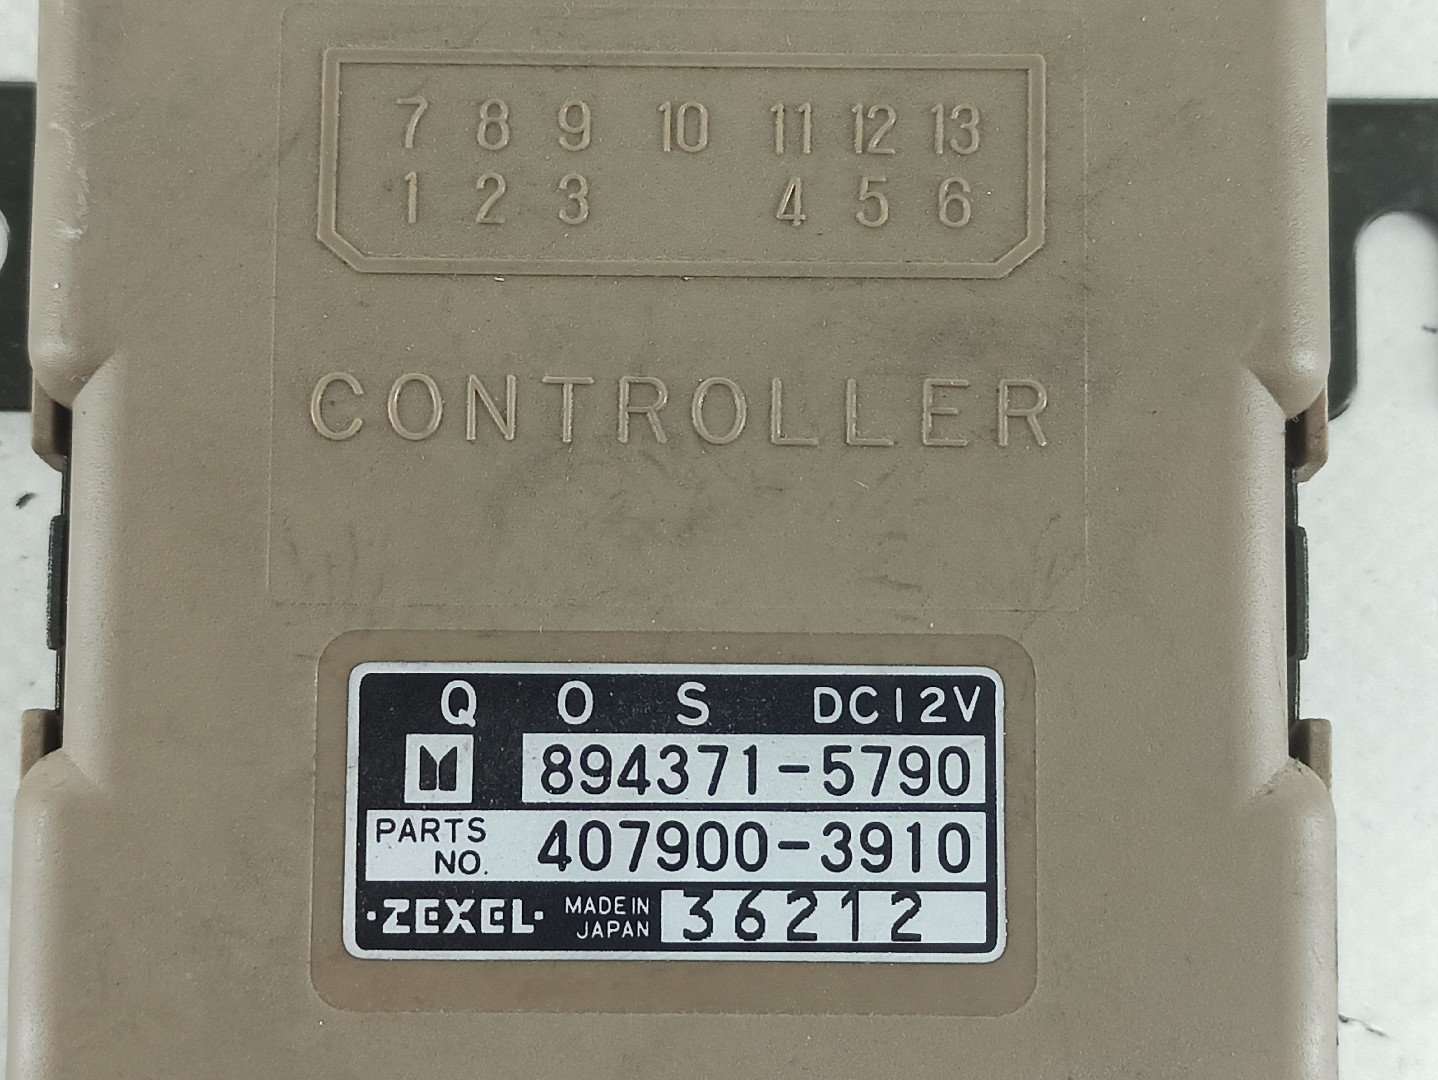 7 8 9 10 11 12 13
1 2 3 4 5 6
CONTROLLER
Q O S DC12V
894371-5790
PARTS NO. 407900-3910
·ZEXEL· MADE IN JAPAN 36212